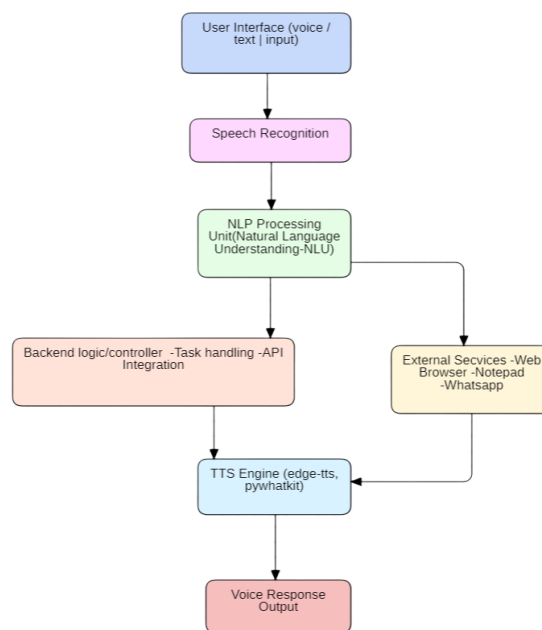 User Interface (voice /
text | input)
Speech Recognition
NLP Processing
Unit(Natural Language
Understanding-NLU)
Backend logic/controller -Task handling -API
Integration
External Secvices -Web
Browser -Notepad
-Whatsapp
TTS Engine (edge-tts,
pywhatkit)
Voice Response
Output